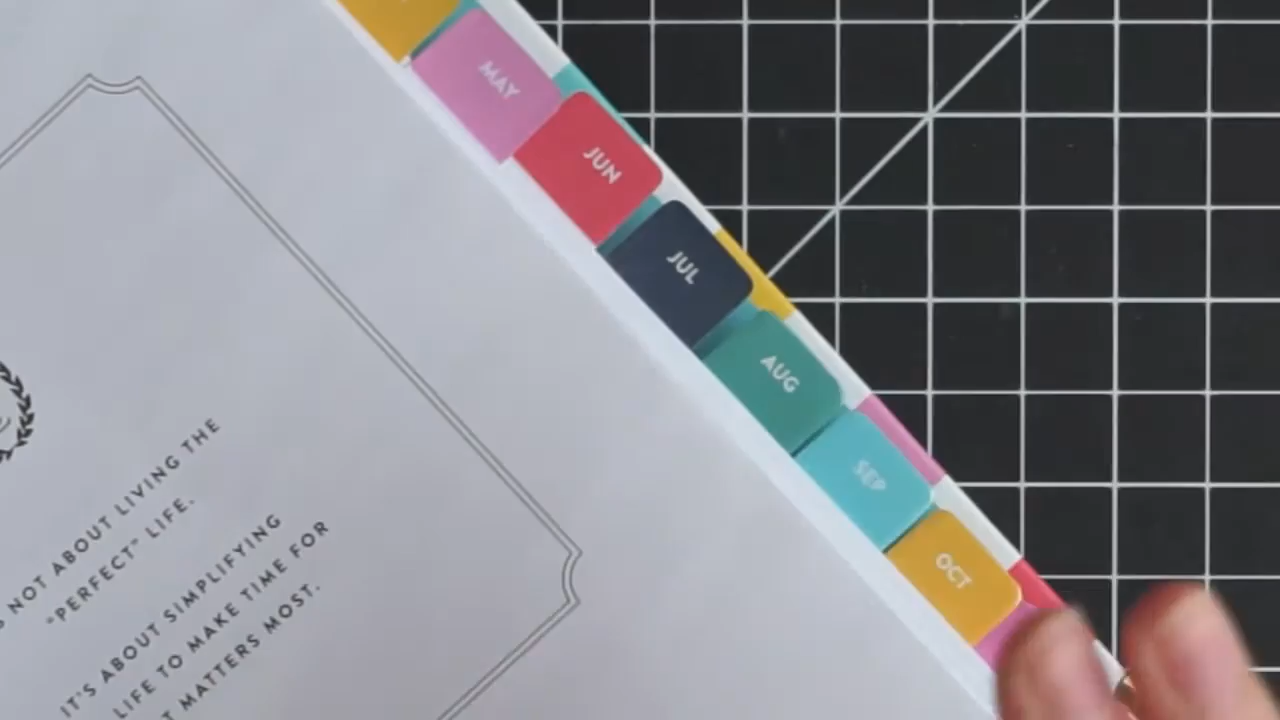 MAY
JUN
JUL
AUG
SEP
OCT
NOT ABOUT LIVING THE
"PERFECT" LIFE.
IT'S ABOUT SIMPLIFYING
LIFE TO MAKE TIME FOR
MATTERS MOST.